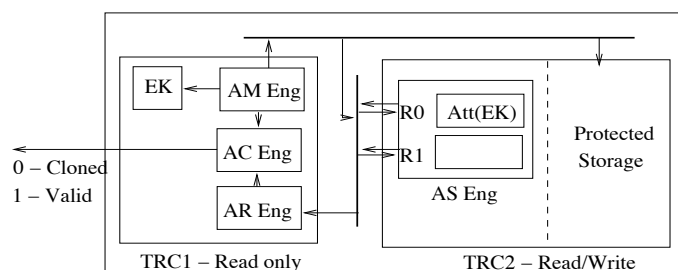 EK
AM Eng
AC Eng
AR Eng
0 – Cloned
1 – Valid
TRC1 – Read only
R0
Att(EK)
R1
AS Eng
Protected
Storage
TRC2 – Read/Write